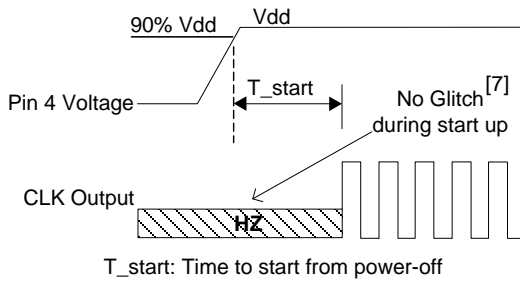 90% Vdd
Vdd
T_start
Pin 4 Voltage
No Glitch[7]
during start up
CLK Output
HZ
T_start: Time to start from power-off